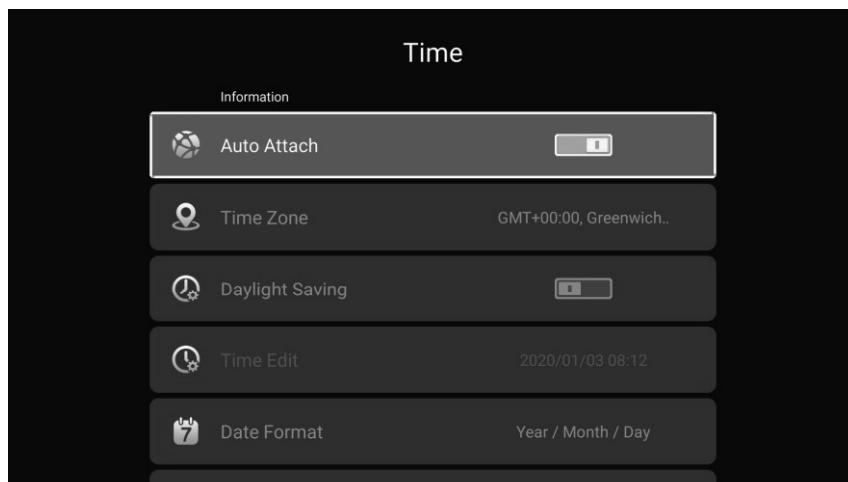 Time
Information
Auto Attach
Time Zone GMT+00:00, Greenwich..
Daylight Saving
Time Edit 2020/01/03 08:12
7
Date Format Year / Month / Day